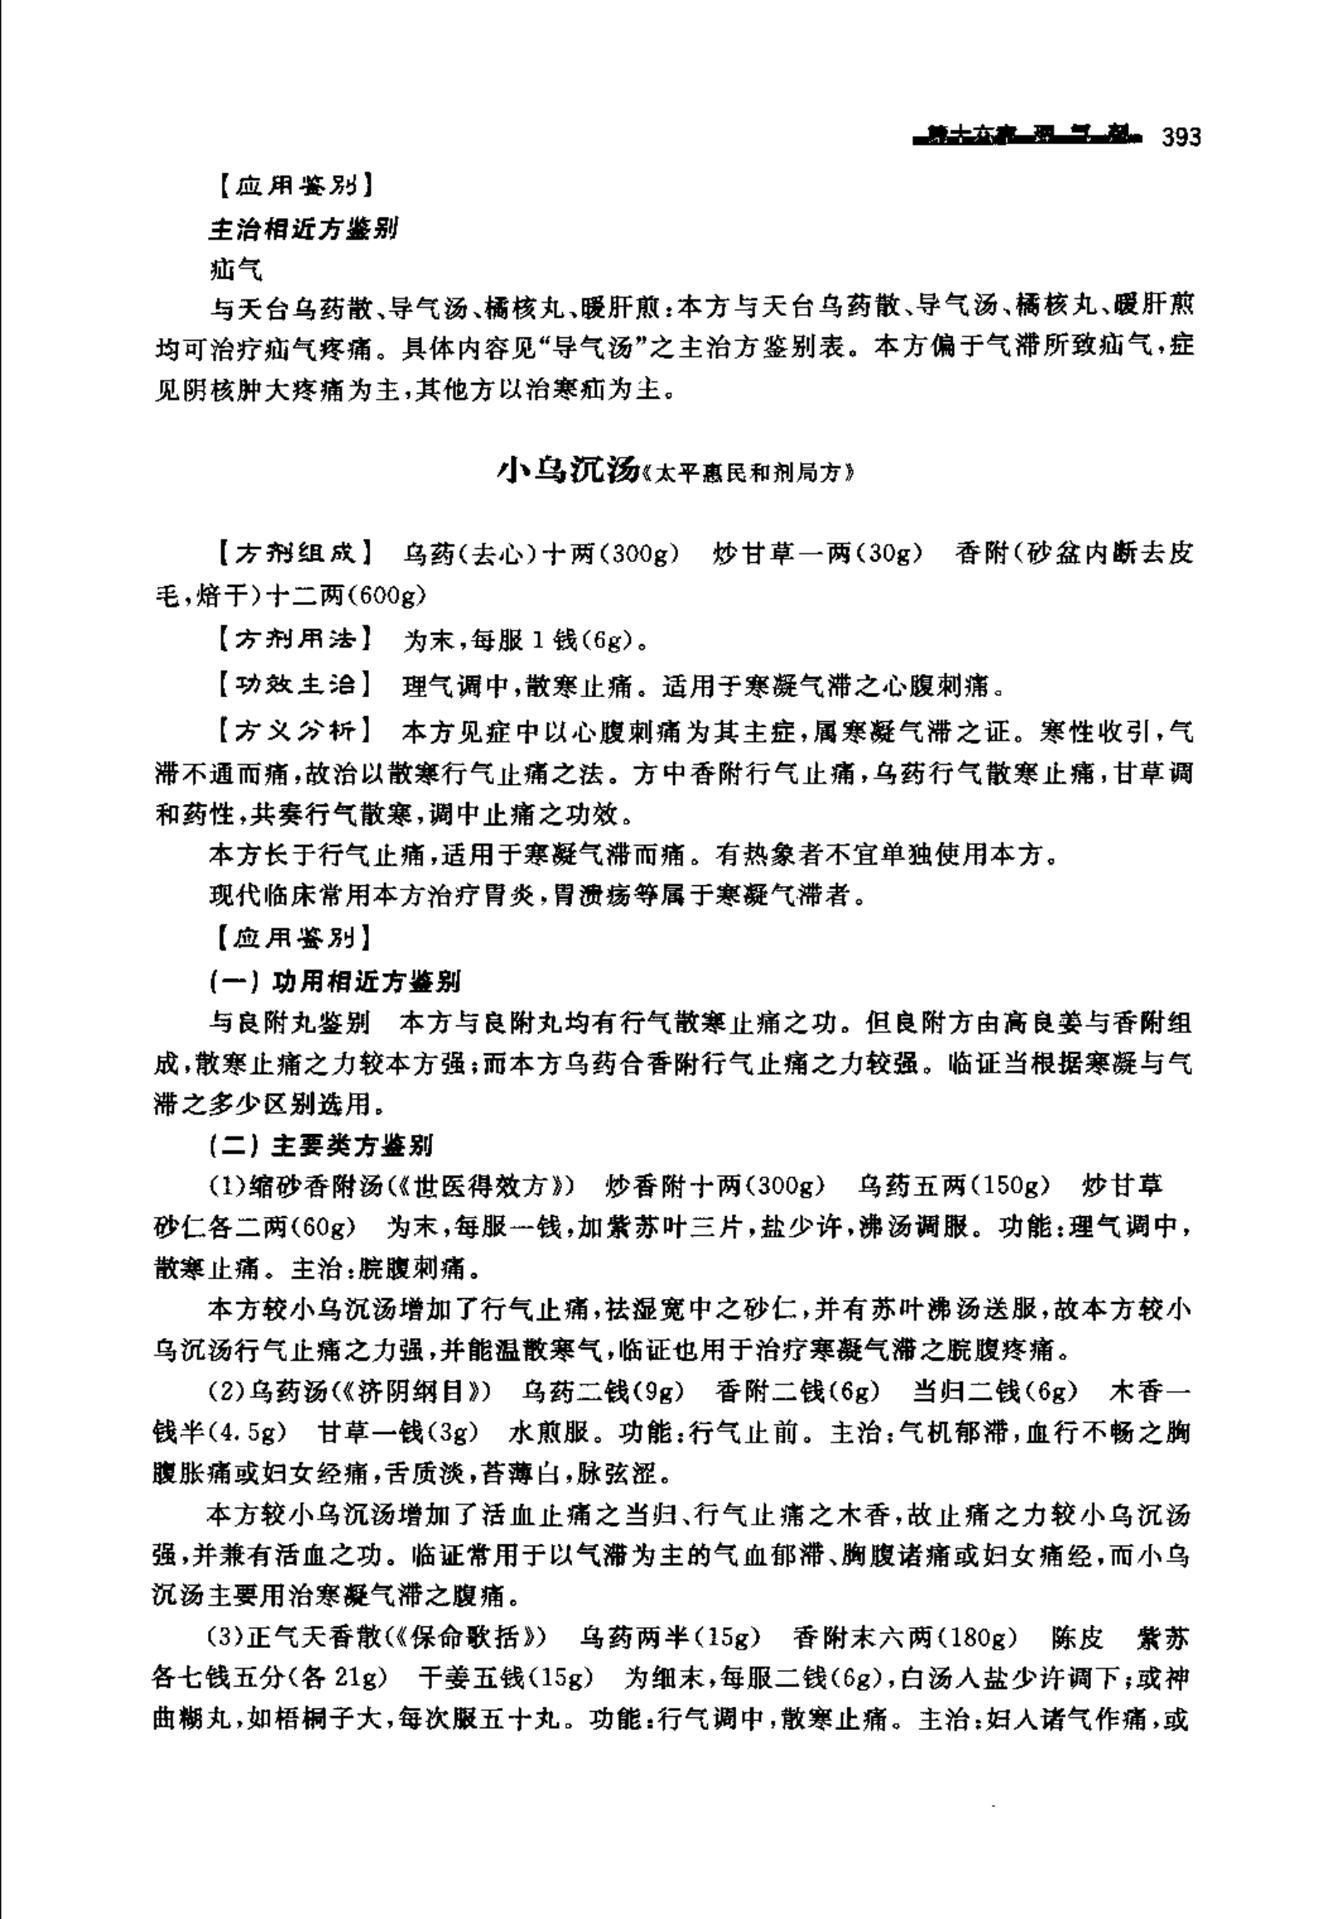 第十六章 理气剂 393
【应用鉴别】
主治相近方鉴别
疝气
与天台乌药散、导气汤、橘核丸、暖肝煎:本方与天台乌药散、导气汤、橘核丸、暖肝煎
均可治疗疝气疼痛。具体内容见“导气汤”之主治方鉴别表。本方偏于气滞所致疝气,症
见阴核肿大疼痛为主,其他方以治寒疝为主。
小乌沉汤《太平惠民和剂局方》
【方剂组成】 乌药(去心)十两(300g) 炒甘草一两(30g) 香附(砂盆内断去皮
毛,焙干)十二两(600g)
【方剂用法】 为末,每服1钱(6g)。
【功效主治】 理气调中,散寒止痛。适用于寒凝气滞之心腹刺痛。
【方义分析】 本方见症中以心腹刺痛为其主症,属寒凝气滞之证。寒性收引,气
滞不通而痛,故治以散寒行气止痛之法。方中香附行气止痛,乌药行气散寒止痛,甘草调
和药性,共奏行气散寒,调中止痛之功效。
本方长于行气止痛,适用于寒凝气滞而痛。有热象者不宜单独使用本方。
现代临床常用本方治疗胃炎,胃溃疡等属于寒凝气滞者。
【应用鉴别】
(一)功用相近方鉴别
与良附丸鉴别 本方与良附丸均有行气散寒止痛之功。但良附方由高良姜与香附组
成,散寒止痛之力较本方强;而本方乌药合香附行气止痛之力较强。临证当根据寒凝与气
滞之多少区别选用。
(二)主要类方鉴别
(1)缩砂香附汤(《世医得效方》) 炒香附十两(300g) 乌药五两(150g) 炒甘草
砂仁各二两(60g) 为末,每服一钱,加紫苏叶三片,盐少许,沸汤调服。功能:理气调中,
散寒止痛。主治:脘腹刺痛。
本方较小乌沉汤增加了行气止痛,祛湿宽中之砂仁,并有苏叶沸汤送服,故本方较小
乌沉汤行气止痛之力强,并能温散寒气,临证也用于治疗寒凝气滞之脘腹疼痛。
(2)乌药汤(《济阴纲目》) 乌药二钱(9g) 香附二钱(6g) 当归二钱(6g) 木香一
钱半(4.5g) 甘草一钱(3g) 水煎服。功能:行气止前。主治:气机郁滞,血行不畅之胸
腹胀痛或妇女经痛,舌质淡,苔薄白,脉弦涩。
本方较小乌沉汤增加了活血止痛之当归、行气止痛之木香,故止痛之力较小乌沉汤
强,并兼有活血之功。临证常用于以气滞为主的气血郁滞、胸腹诸痛或妇女痛经,而小乌
沉汤主要用治寒凝气滞之腹痛。
(3)正气天香散(《保命歌括》) 乌药两半(15g) 香附末六两(180g) 陈皮 紫苏
各七钱五分(各21g) 干姜五钱(15g) 为细末,每服二钱(6g),白汤人盐少许调下;或神
曲糊丸,如梧桐子大,每次服五十丸。功能:行气调中,散寒止痛。主治:妇人诸气作痛,或